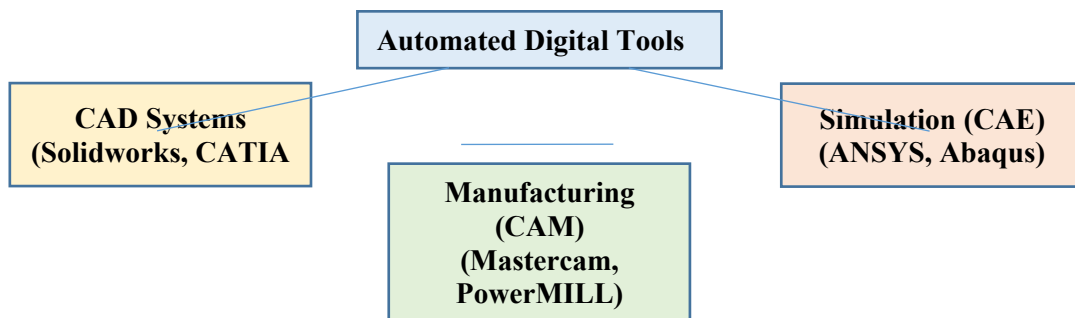 Automated Digital Tools
CAD Systems
(Solidworks, CATIA
Simulation (CAE)
(ANSYS, Abaqus)
Manufacturing
(CAM)
(Mastercam,
PowerMILL)